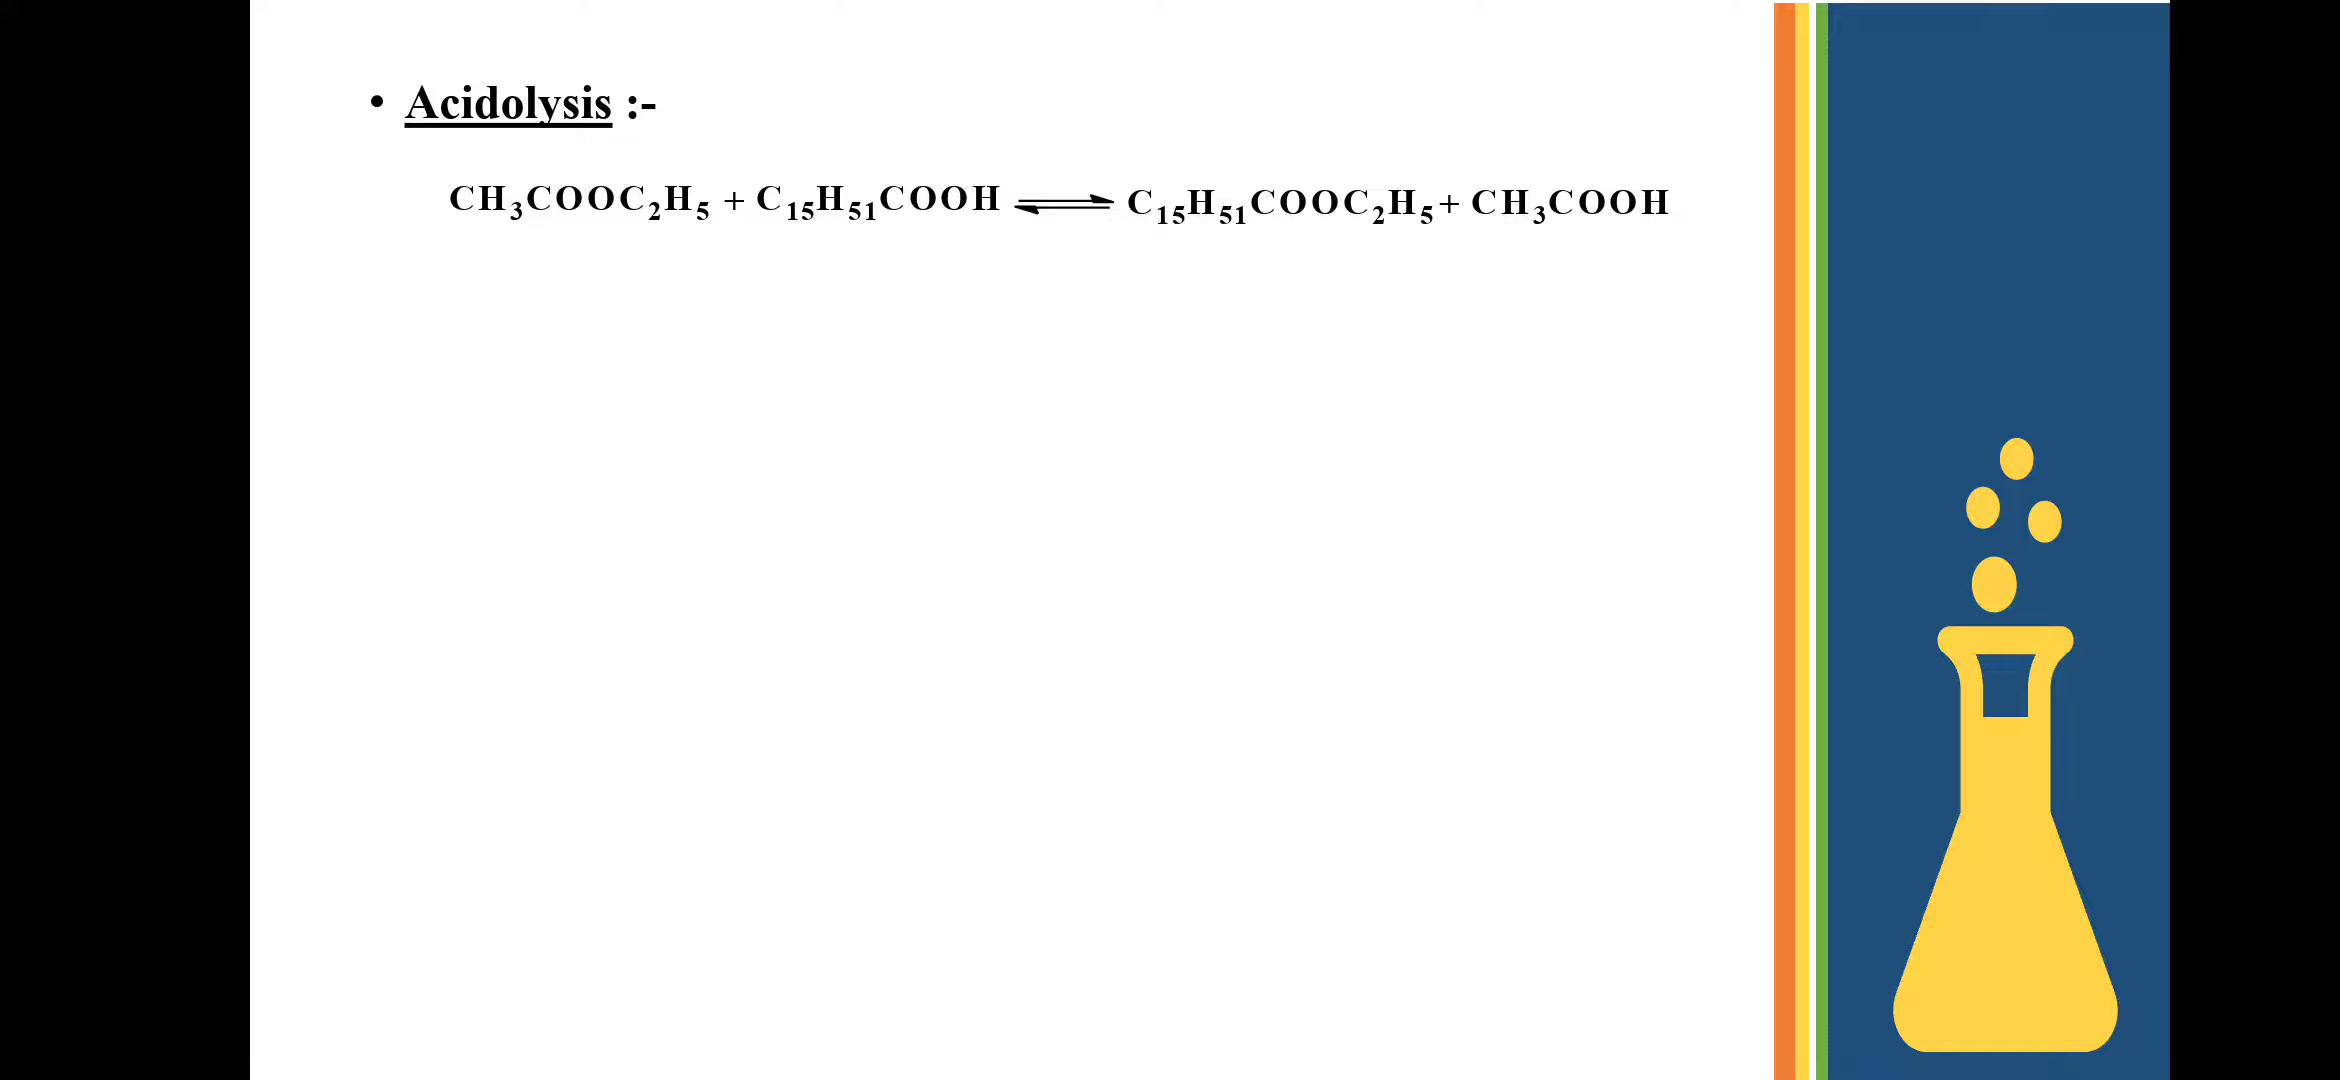 • Acidolysis :-
CH₃COOC₂H₅ + C₁₅H₅₁COOH ⇌ C₁₅H₅₁COOC₂H₅+ CH₃COOH